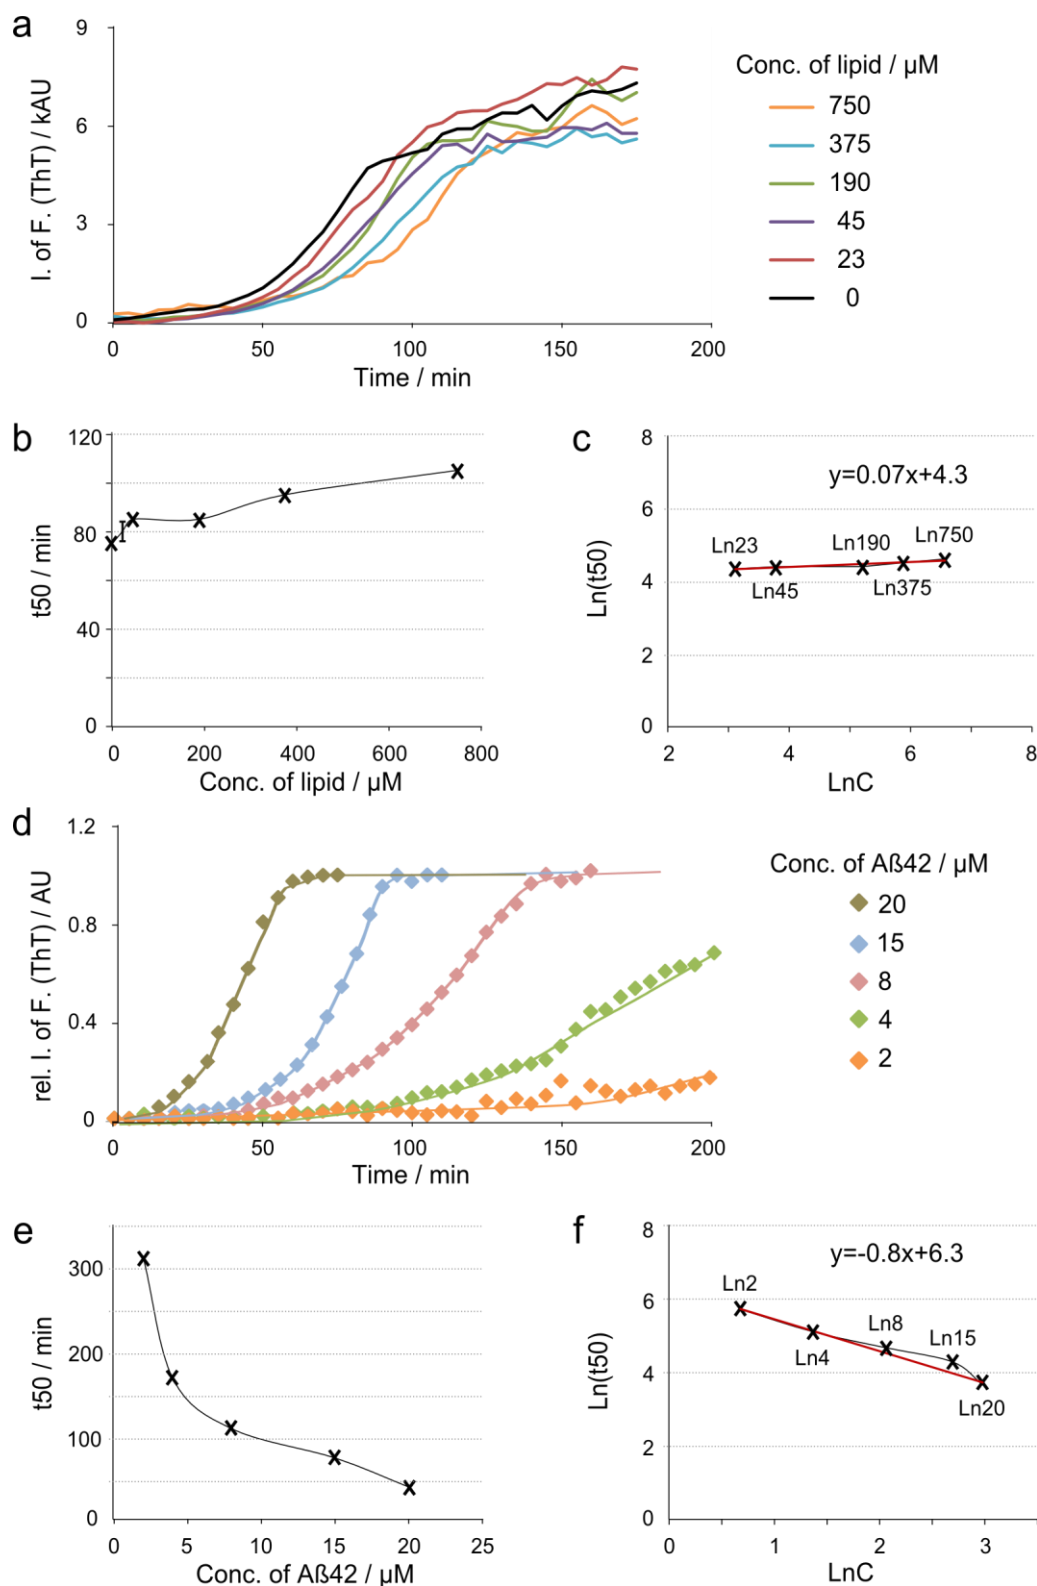 a
9
6
3
0
I. of F. (ThT) / kAU
0 50 100 150 200
Time / min
Conc. of lipid / µM
750
375
190
45
23
0
b
120
80
40
0
t50 / min
0 200 400 600 800
Conc. of lipid / µM
c
8
6
4
2
0
Ln(t50)
y=0.07x+4.3
Ln23
Ln45
Ln190
Ln375
Ln750
2 4 6 8
LnC
d
1.2
0.8
0.4
0
rel. I. of F. (ThT) / AU
0 50 100 150 200
Time / min
Conc. of Aß42 / µM
20
15
8
4
2
e
300
200
100
0
t50 / min
0 5 10 15 20 25
Conc. of Aß42 / µM
f
8
6
4
2
0
Ln(t50)
y=-0.8x+6.3
Ln2
Ln4
Ln8
Ln15
Ln20
0 1 2 3
LnC